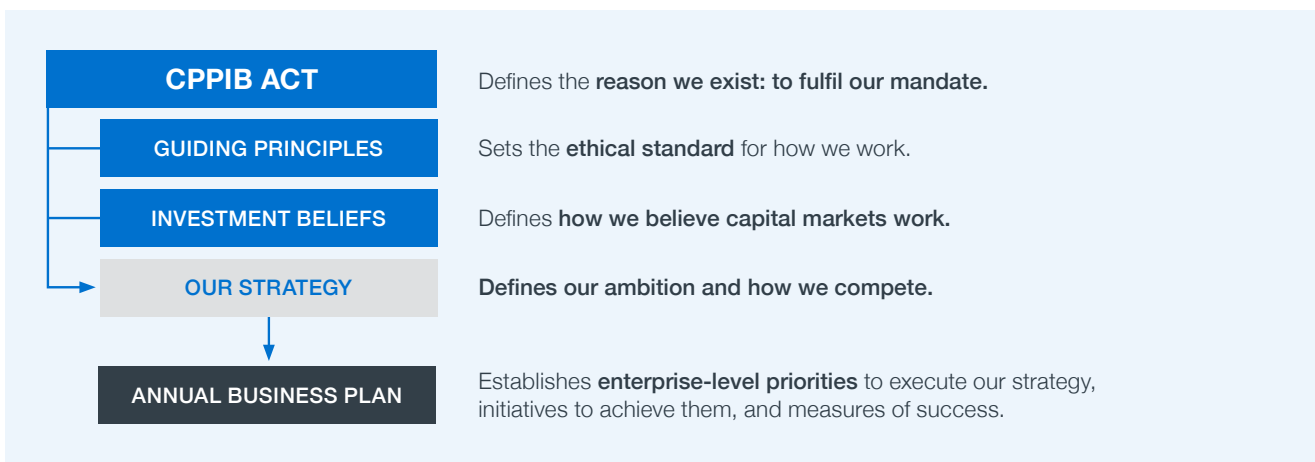 CPPIB ACT
Defines the reason we exist: to fulfil our mandate.
GUIDING PRINCIPLES
Sets the ethical standard for how we work.
INVESTMENT BELIEFS
Defines how we believe capital markets work.
OUR STRATEGY
Defines our ambition and how we compete.
ANNUAL BUSINESS PLAN
Establishes enterprise-level priorities to execute our strategy,
initiatives to achieve them, and measures of success.